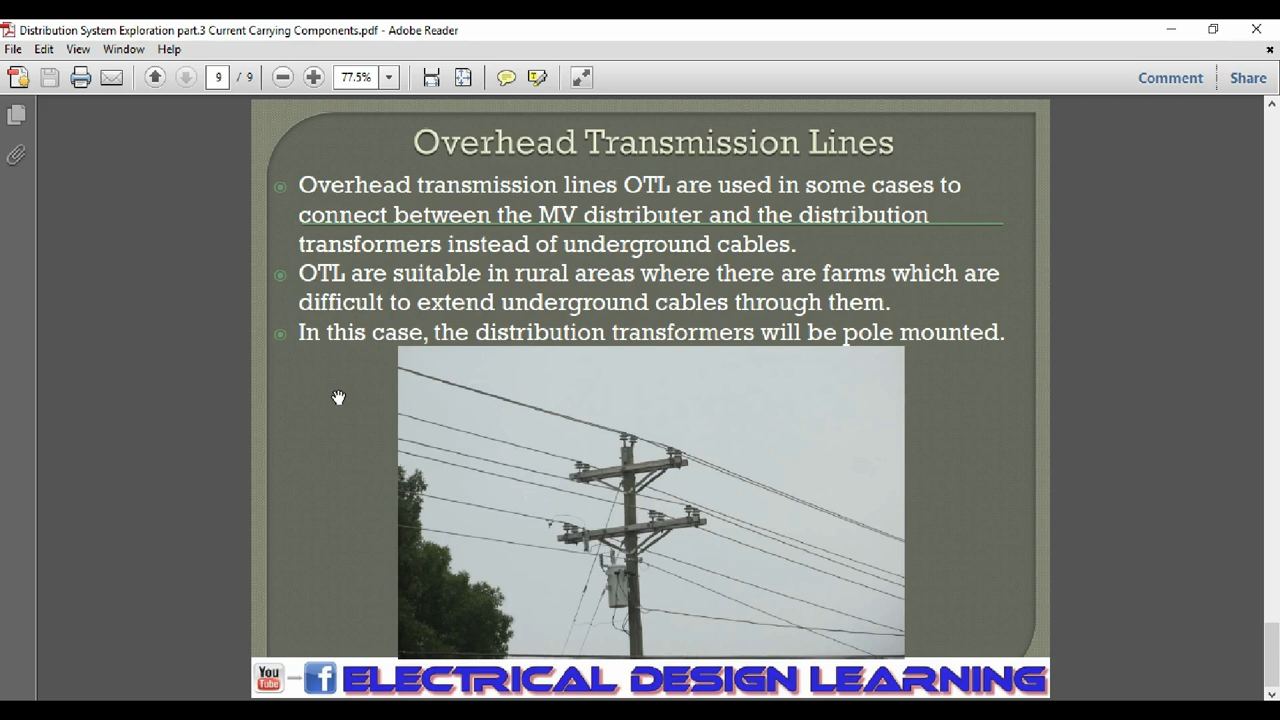 Distribution System Exploration part.3 Current Carrying Components.pdf - Adobe Reader
File Edit View Window Help
9 / 9 77.5% Comment Share
Overhead Transmission Lines
Overhead transmission lines OTL are used in some cases to
connect between the MV distributer and the distribution
transformers instead of underground cables.
OTL are suitable in rural areas where there are farms which are
difficult to extend underground cables through them.
In this case, the distribution transformers will be pole mounted.
You Tube f ELECTRICAL DESIGN LEARNING